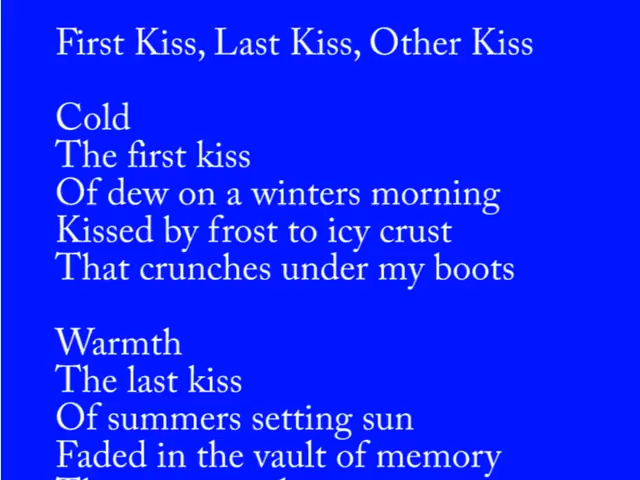 First Kiss, Last Kiss, Other Kiss
Cold
The first kiss
Of dew on a winters morning
Kissed by frost to icy crust
That crunches under my boots
Warmth
The last kiss
Of summers setting sun
Faded in the vault of memory